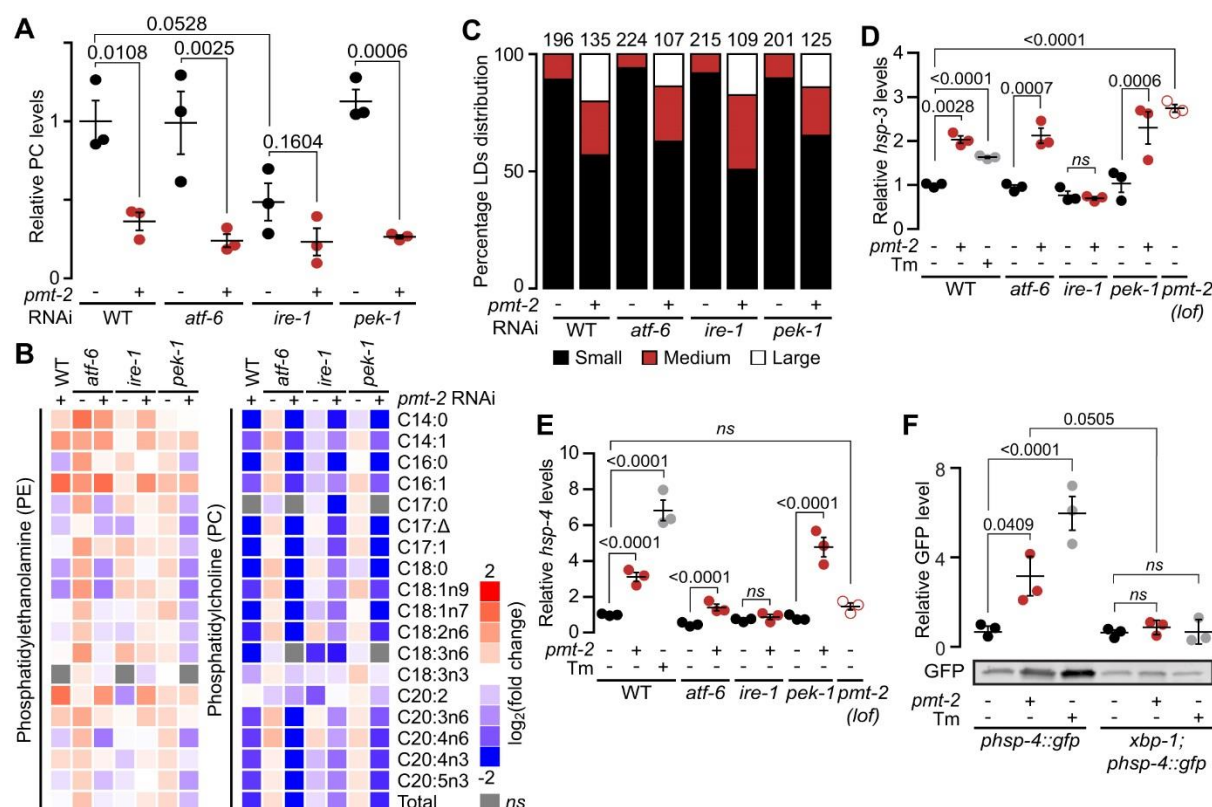 A
Relative PC levels
1
0
0.0528
0.0108
0.0025
0.0006
0.1604
pmt-2 - + - + - + - +
RNAi WT atf-6 ire-1 pek-1
B
WT atf-6 ire-1 pek-1 WT atf-6 ire-1 pek-1
+ - + - + - + + - + - + - + pmt-2 RNAi
Phosphatidylethanolamine (PE)
Phosphatidylcholine (PC)
C14:0
C14:1
C16:0
C16:1
C17:0
C17:Δ
C17:1
C18:0
C18:1n9
C18:1n7
C18:2n6
C18:3n6
C18:3n3
C20:2
C20:3n6
C20:4n6
C20:4n3
C20:5n3
Total
2
log2(fold change)
-2
ns
C
Percentage LDs distribution
196 135 224 107 215 109 201 125
100
50
0
pmt-2 - + - + - + - +
RNAi WT atf-6 ire-1 pek-1
Small Medium Large
D
Relative hsp-3 levels
4
3
2
1
0
<0.0001
<0.0001
0.0028
0.0007
ns
0.0006
pmt-2 - + - - + - + - +
Tm - - +
WT atf-6 ire-1 pek-1 pmt-2
(lof)
E
Relative hsp-4 levels
10
8
6
4
2
0
ns
<0.0001
<0.0001
<0.0001
ns
<0.0001
pmt-2 - + - - + - + - +
Tm - - +
WT atf-6 ire-1 pek-1 pmt-2
(lof)
F
Relative GFP level
8
4
0
0.0505
<0.0001
0.0409
ns
ns
GFP
pmt-2 - + - - + -
Tm - - + - - +
phsp-4::gfp xbp-1;
phsp-4::gfp